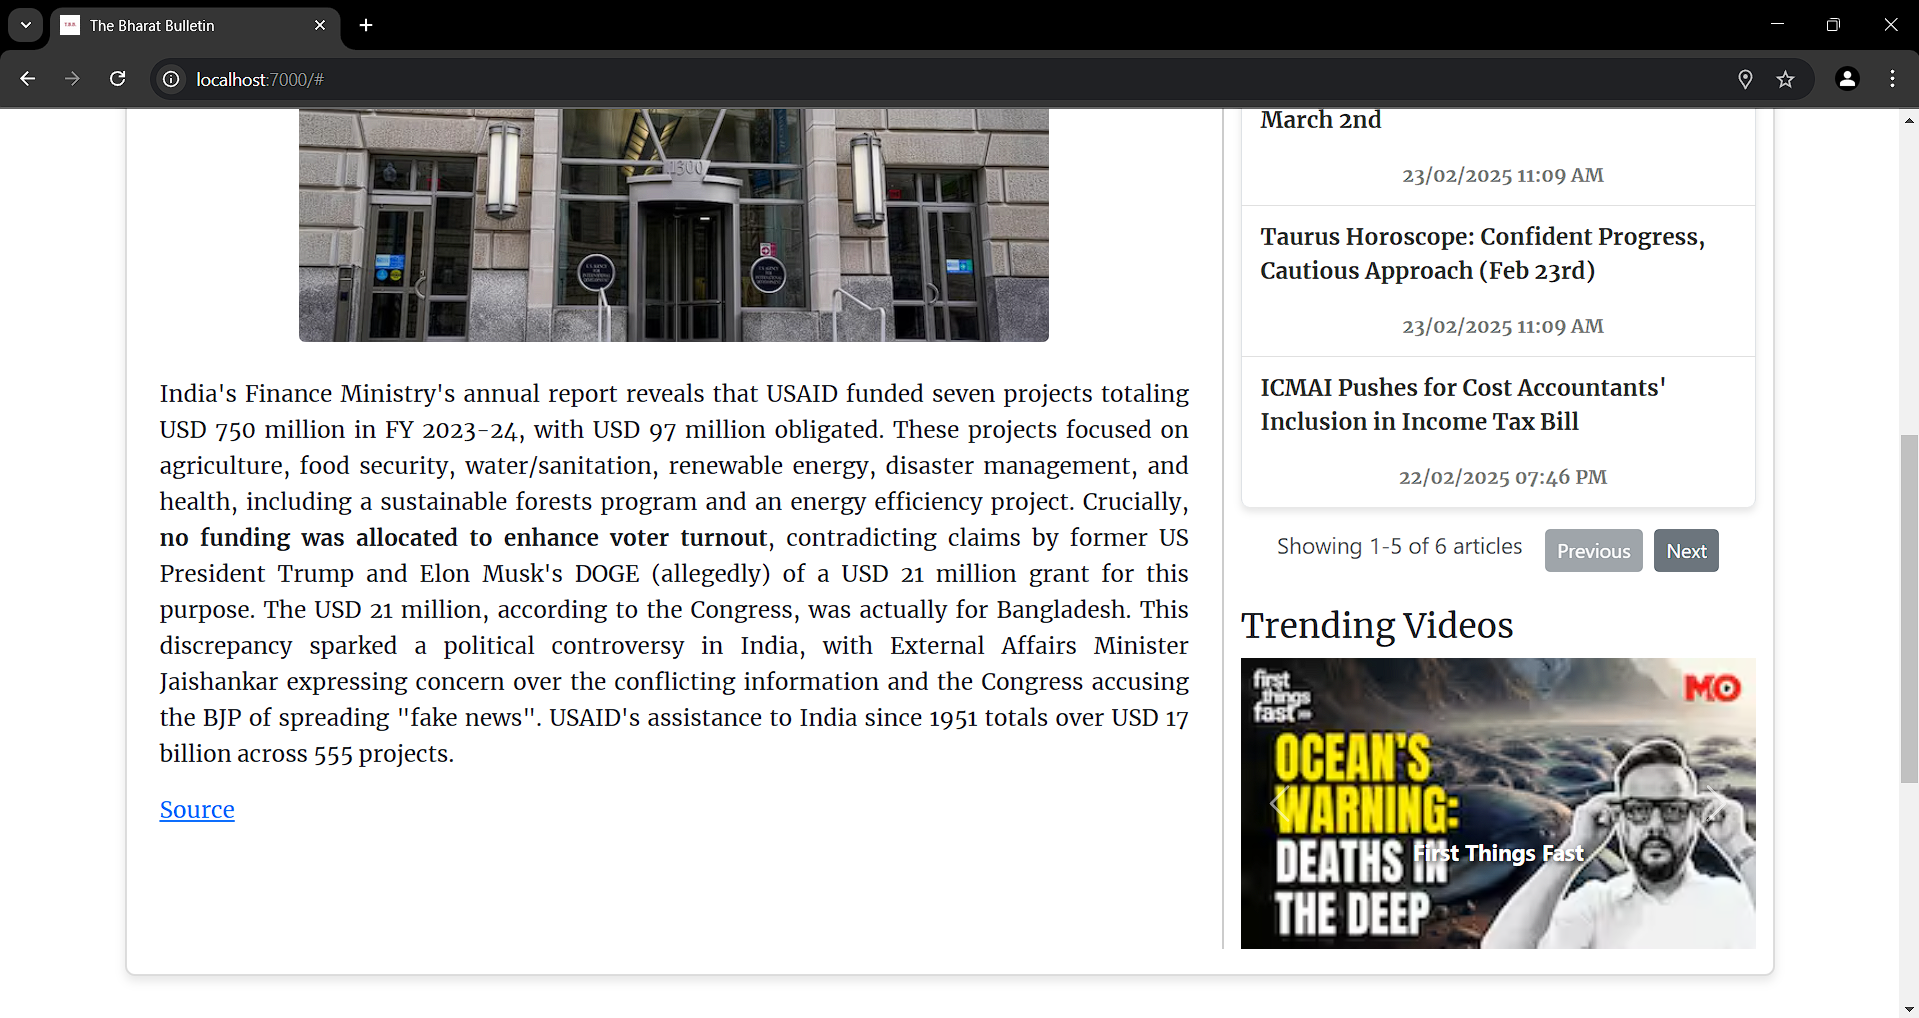 The Bharat Bulletin
localhost:7000/#
1300
India's Finance Ministry's annual report reveals that USAID funded seven projects totaling
USD 750 million in FY 2023-24, with USD 97 million obligated. These projects focused on
agriculture, food security, water/sanitation, renewable energy, disaster management, and
health, including a sustainable forests program and an energy efficiency project. Crucially,
no funding was allocated to enhance voter turnout, contradicting claims by former US
President Trump and Elon Musk's DOGE (allegedly) of a USD 21 million grant for this
purpose. The USD 21 million, according to the Congress, was actually for Bangladesh. This
discrepancy sparked a political controversy in India, with External Affairs Minister
Jaishankar expressing concern over the conflicting information and the Congress accusing
the BJP of spreading "fake news". USAID's assistance to India since 1951 totals over USD 17
billion across 555 projects.
Source
March 2nd
23/02/2025 11:09 AM
Taurus Horoscope: Confident Progress,
Cautious Approach (Feb 23rd)
23/02/2025 11:09 AM
ICMAI Pushes for Cost Accountants'
Inclusion in Income Tax Bill
22/02/2025 07:46 PM
Showing 1-5 of 6 articles
Previous
Next
Trending Videos
first
things
fast
MO
OCEAN'S
WARNING:
DEATHS IN
THE DEEP
First Things Fast